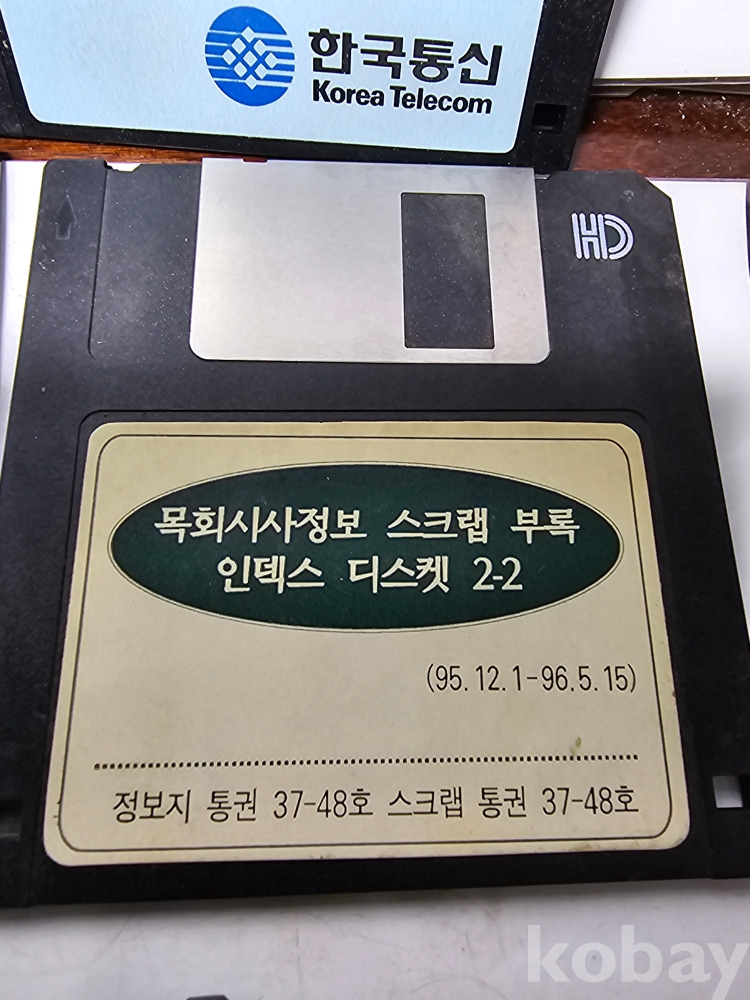 한국통신
Korea Telecom
HD
목회시사정보 스크랩 부록
인덱스 디스켓 2-2
(95.12.1-96.5.15)
정보지 통권 37-48호 스크랩 통권 37-48호
kobay